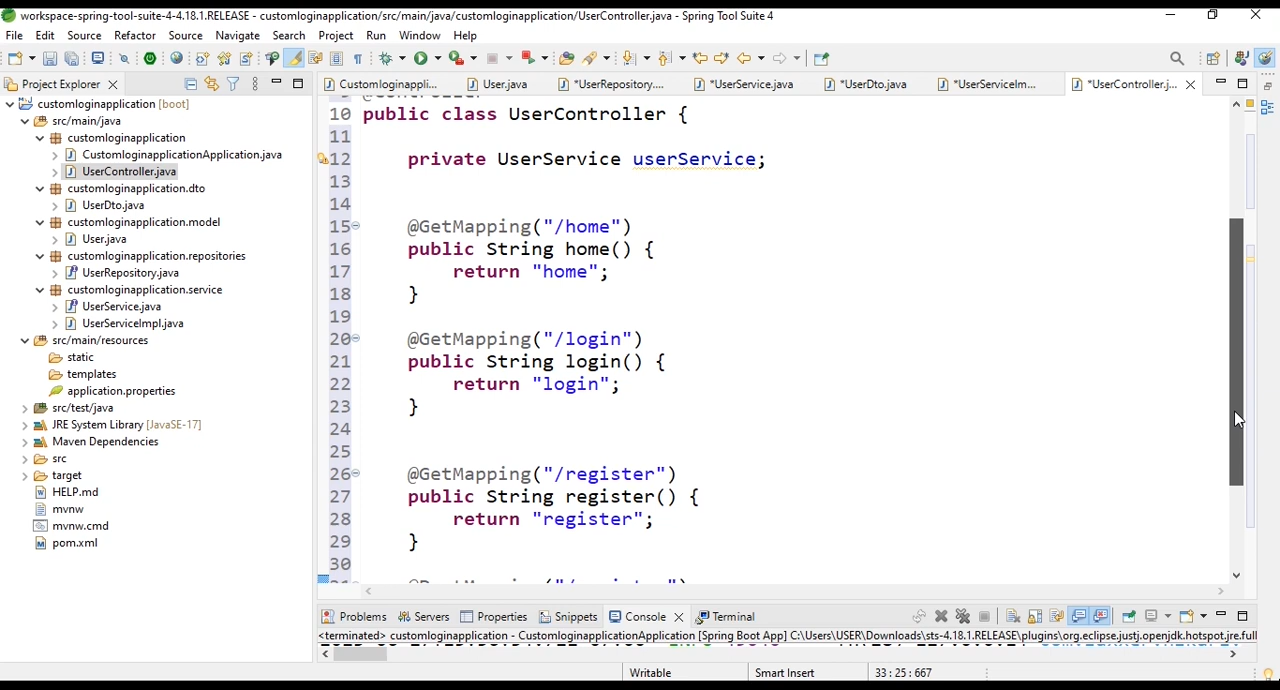 workspace-spring-tool-suite-4-4.18.1.RELEASE - customloginapplication/src/main/java/customloginapplication/UserController.java - Spring Tool Suite 4
File Edit Source Refactor Source Navigate Search Project Run Window Help
Project Explorer
Customloginappli...
User.java
*UserRepository....
*UserService.java
*UserDto.java
*UserServiceIm...
*UserController.j...
customloginapplication [boot]
src/main/java
customloginapplication
CustomloginapplicationApplication.java
UserController.java
customloginapplication.dto
UserDto.java
customloginapplication.model
User.java
customloginapplication.repositories
UserRepository.java
customloginapplication.service
UserService.java
UserServiceImpl.java
src/main/resources
static
templates
application.properties
src/test/java
JRE System Library [JavaSE-17]
Maven Dependencies
src
target
HELP.md
mvnw
mvnw.cmd
pom.xml
10 public class UserController {
11
12 private UserService userService;
13
14
15 @GetMapping("/home")
16 public String home() {
17 return "home";
18 }
19
20 @GetMapping("/login")
21 public String login() {
22 return "login";
23 }
24
25
26 @GetMapping("/register")
27 public String register() {
28 return "register";
29 }
30
Problems Servers Properties Snippets Console Terminal
<terminated> customloginapplication - CustomloginapplicationApplication [Spring Boot App] C:\Users\USER\Downloads\sts-4.18.1.RELEASE\plugins\org.eclipse.justj.openjdk.hotspot.jre.full
Writable Smart Insert 33 : 25 : 667